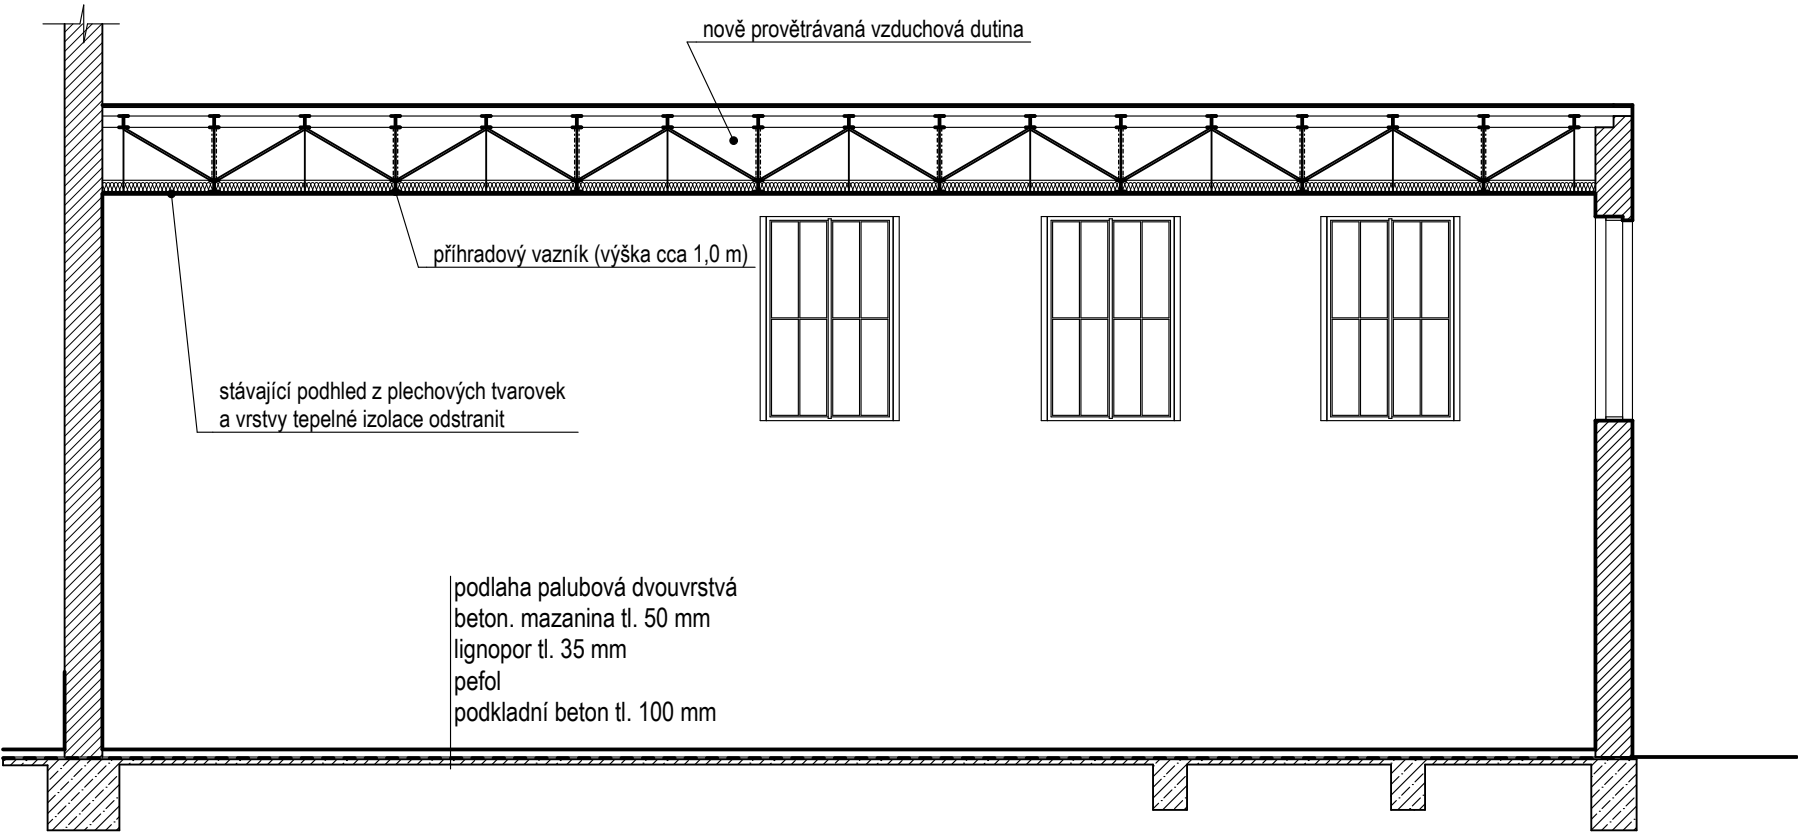 nově provětrávaná vzduchová dutina
příhradový vazník (výška cca 1,0 m)
stávající podhled z plechových tvarovek
a vrstvy tepelné izolace odstranit
podlaha palubová dvouvrstvá
beton. mazanina tl. 50 mm
lignopor tl. 35 mm
pefol
podkladní beton tl. 100 mm